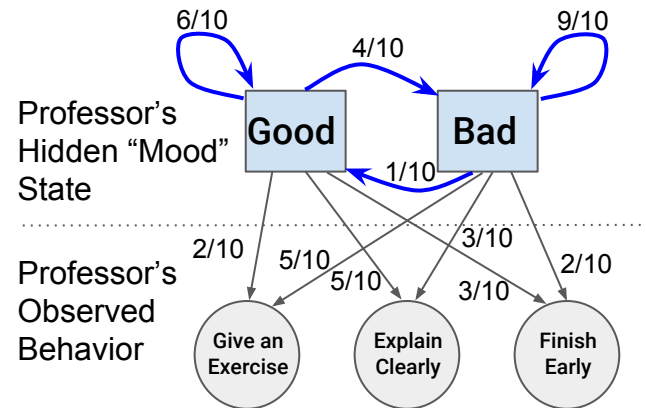 6/10
4/10
9/10
Professor's
Hidden "Mood"
State
Good
Bad
1/10
Professor's
Observed
Behavior
2/10
5/10
5/10
3/10
3/10
2/10
Give an
Exercise
Explain
Clearly
Finish
Early